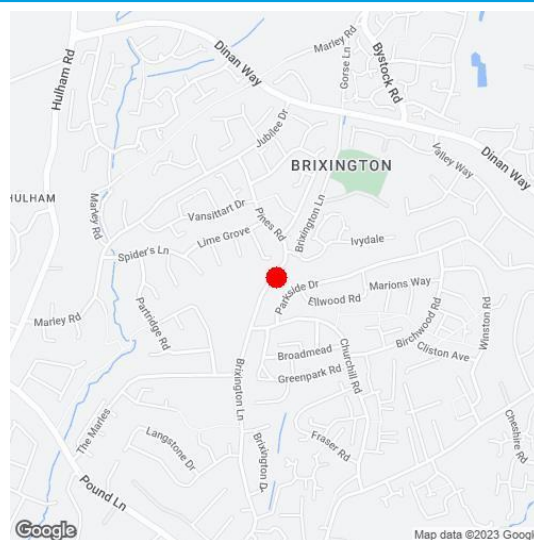 Marley Rd
Hulham Rd
Dinan Way
Gorse Ln
Bystock Rd
Jubilee Dr
BRIXINGTON
Valley Way
Dinan Way
HULHAM
Marley Rd
Vansittart Dr
Pines Rd
Brixington Ln
Lime Grove
Ivydale
Spider's Ln
Parkside Dr
Marions Way
Ellwood Rd
Partridge Rd
Marley Rd
Birchwood Rd
Winston Rd
Broadmead
Churchill Rd
Cliston Ave
Greenpark Rd
Brixington Ln
The Marles
Langstone Dr
Brixington D
Fraser Rd
Cheshire Rd
Pound Ln
Google
Map data ©2023 Google